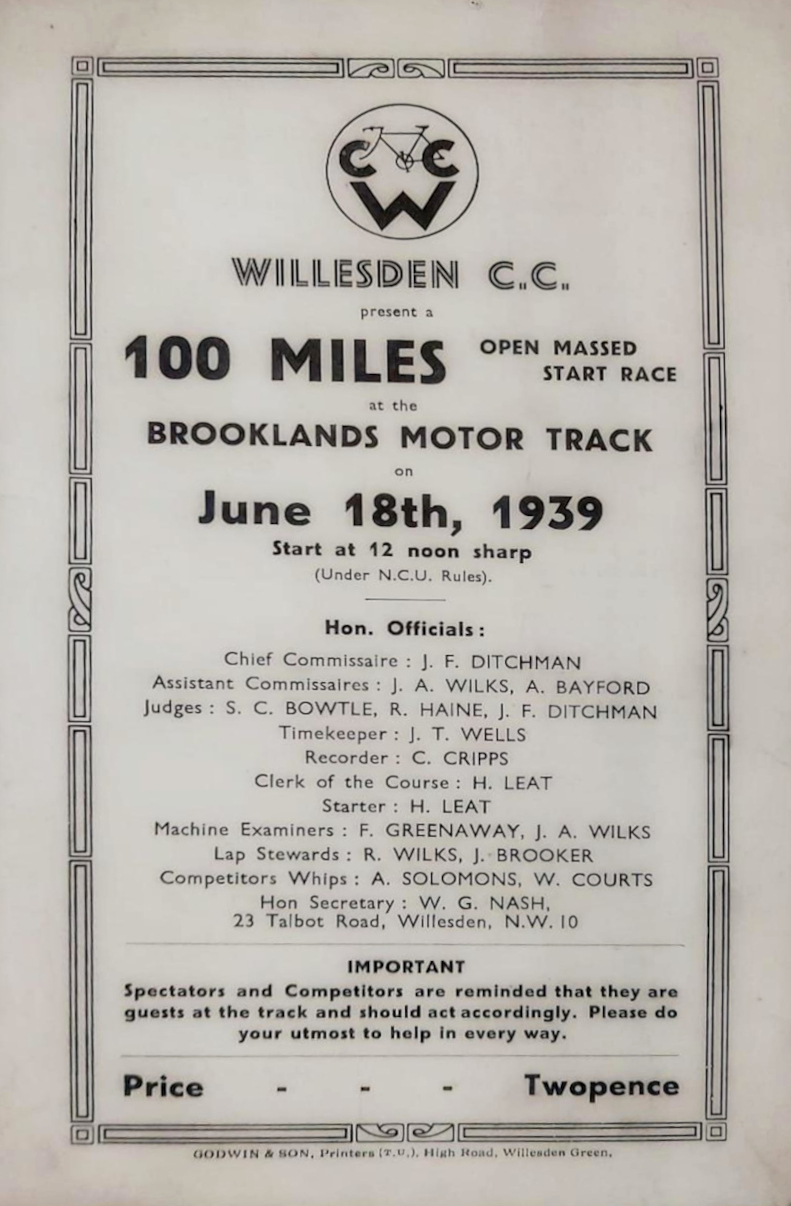 C C
W
WILLESDEN C.C.
present a
100 MILES OPEN MASSED START RACE
at the
BROOKLANDS MOTOR TRACK
on
June 18th, 1939
Start at 12 noon sharp
(Under N.C.U. Rules).
Hon. Officials :
Chief Commissaire : J. F. DITCHMAN
Assistant Commissaires : J. A. WILKS, A. BAYFORD
Judges : S. C. BOWTLE, R. HAINE, J. F. DITCHMAN
Timekeeper : J. T. WELLS
Recorder : C. CRIPPS
Clerk of the Course : H. LEAT
Starter : H. LEAT
Machine Examiners : F. GREENAWAY, J. A. WILKS
Lap Stewards : R. WILKS, J. BROOKER
Competitors Whips : A. SOLOMONS, W. COURTS
Hon Secretary : W. G. NASH,
23 Talbot Road, Willesden, N.W. 10
IMPORTANT
Spectators and Competitors are reminded that they are
guests at the track and should act accordingly. Please do
your utmost to help in every way.
Price - - - Twopence
GODWIN & SON, Printers (T.U.), High Road, Willesden Green.